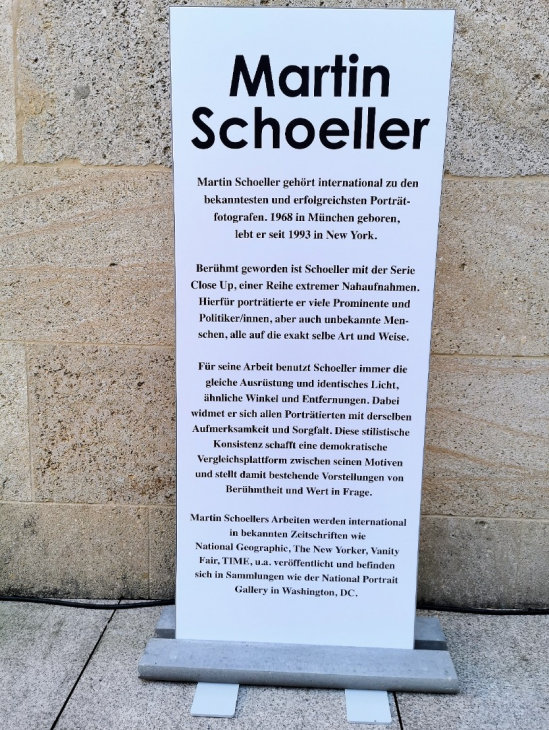 Martin
Schoeller
Martin Schoeller gehört international zu den
bekanntesten und erfolgreichsten Porträt-
fotografen. 1968 in München geboren,
lebt er seit 1993 in New York.
Berühmt geworden ist Schoeller mit der Serie
Close Up, einer Reihe extremer Nahaufnahmen.
Hierfür porträtierte er viele Prominente und
Politiker/innen, aber auch unbekannte Men-
schen, alle auf die exakt selbe Art und Weise.
Für seine Arbeit benutzt Schoeller immer die
gleiche Ausrüstung und identisches Licht,
ähnliche Winkel und Entfernungen. Dabei
widmet er sich allen Porträtierten mit derselben
Aufmerksamkeit und Sorgfalt. Diese stilistische
Konsistenz schafft eine demokratische
Vergleichsplattform zwischen seinen Motiven
und stellt damit bestehende Vorstellungen von
Berühmtheit und Wert in Frage.
Martin Schoellers Arbeiten werden international
in bekannten Zeitschriften wie
National Geographic, The New Yorker, Vanity
Fair, TIME, u.a. veröffentlicht und befinden
sich in Sammlungen wie der National Portrait
Gallery in Washington, DC.